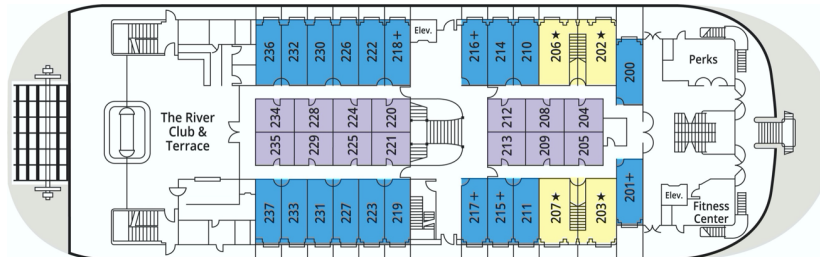 236 232 230 226 222 218+
Elev.
216+ 214 210 206★ 202★
200
Perks
The River
Club &
Terrace
234 228 224 220
235 229 225 221
212 208 204
213 209 205
237 233 231 227 223 219
217+ 215+ 211 207★ 203★
201+
Elev.
Fitness
Center